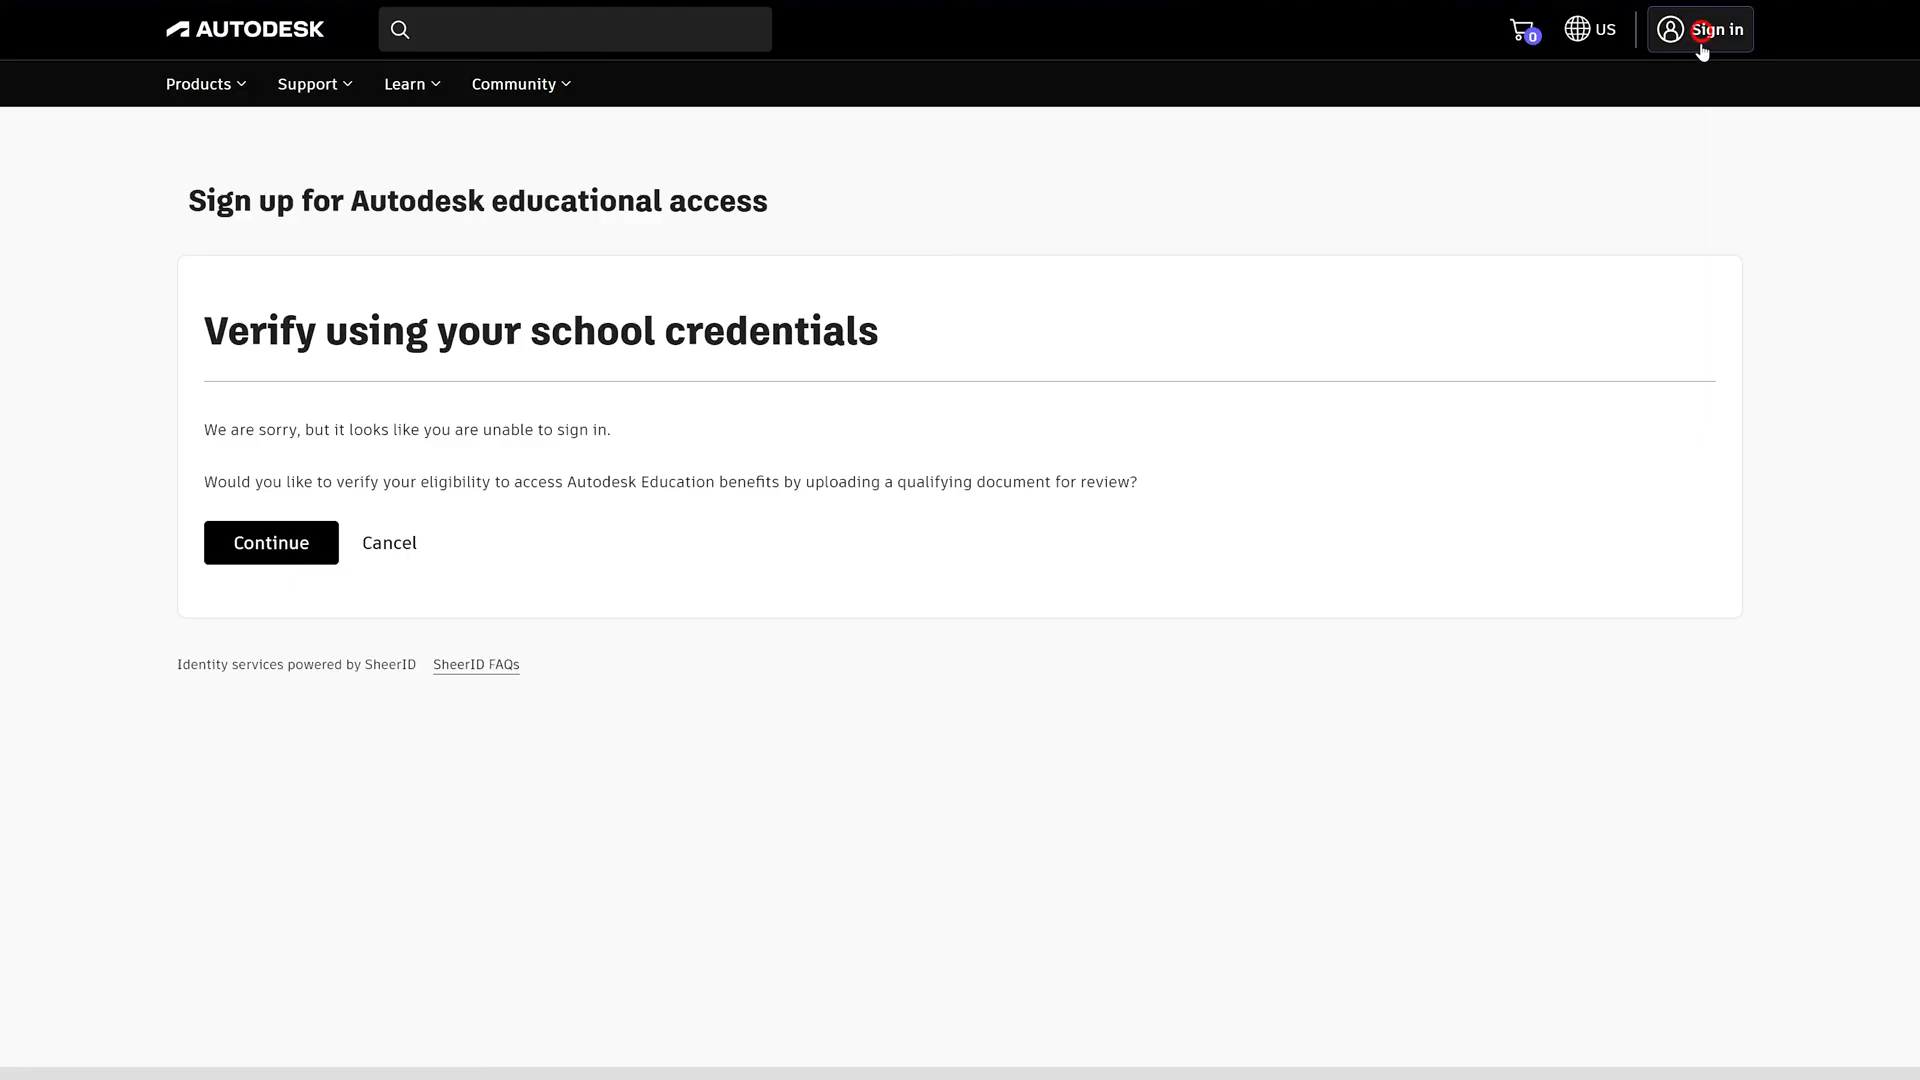 AUTODESK
0
US
Sign in
Products
Support
Learn
Community
Sign up for Autodesk educational access
Verify using your school credentials
We are sorry, but it looks like you are unable to sign in.
Would you like to verify your eligibility to access Autodesk Education benefits by uploading a qualifying document for review?
Continue
Cancel
Identity services powered by SheerID
SheerID FAQs